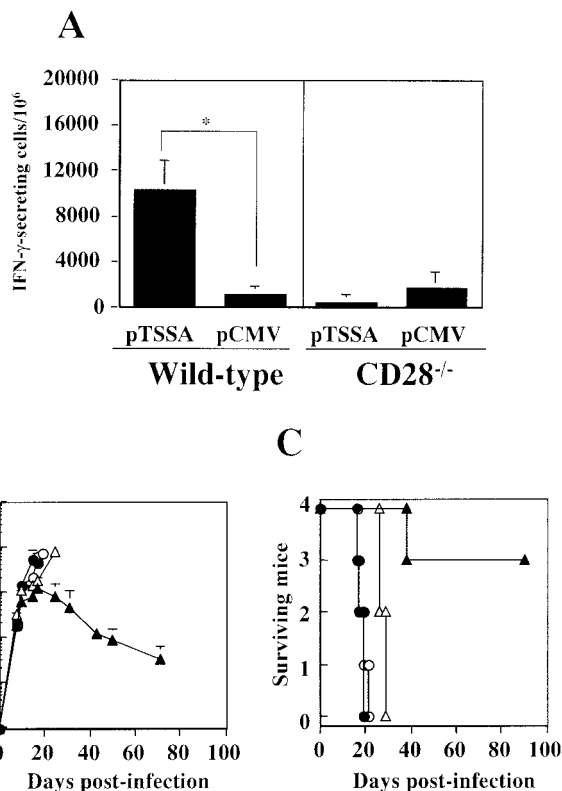 A
IFN-γ-secreting cells/10⁶
20000
16000
12000
8000
4000
0
*
pTSSA pCMV pTSSA pCMV
Wild-type CD28⁻/⁻
0 20 40 60 80 100
Days post-infection
C
Surviving mice
4
3
2
1
0
0 20 40 60 80 100
Days post-infection